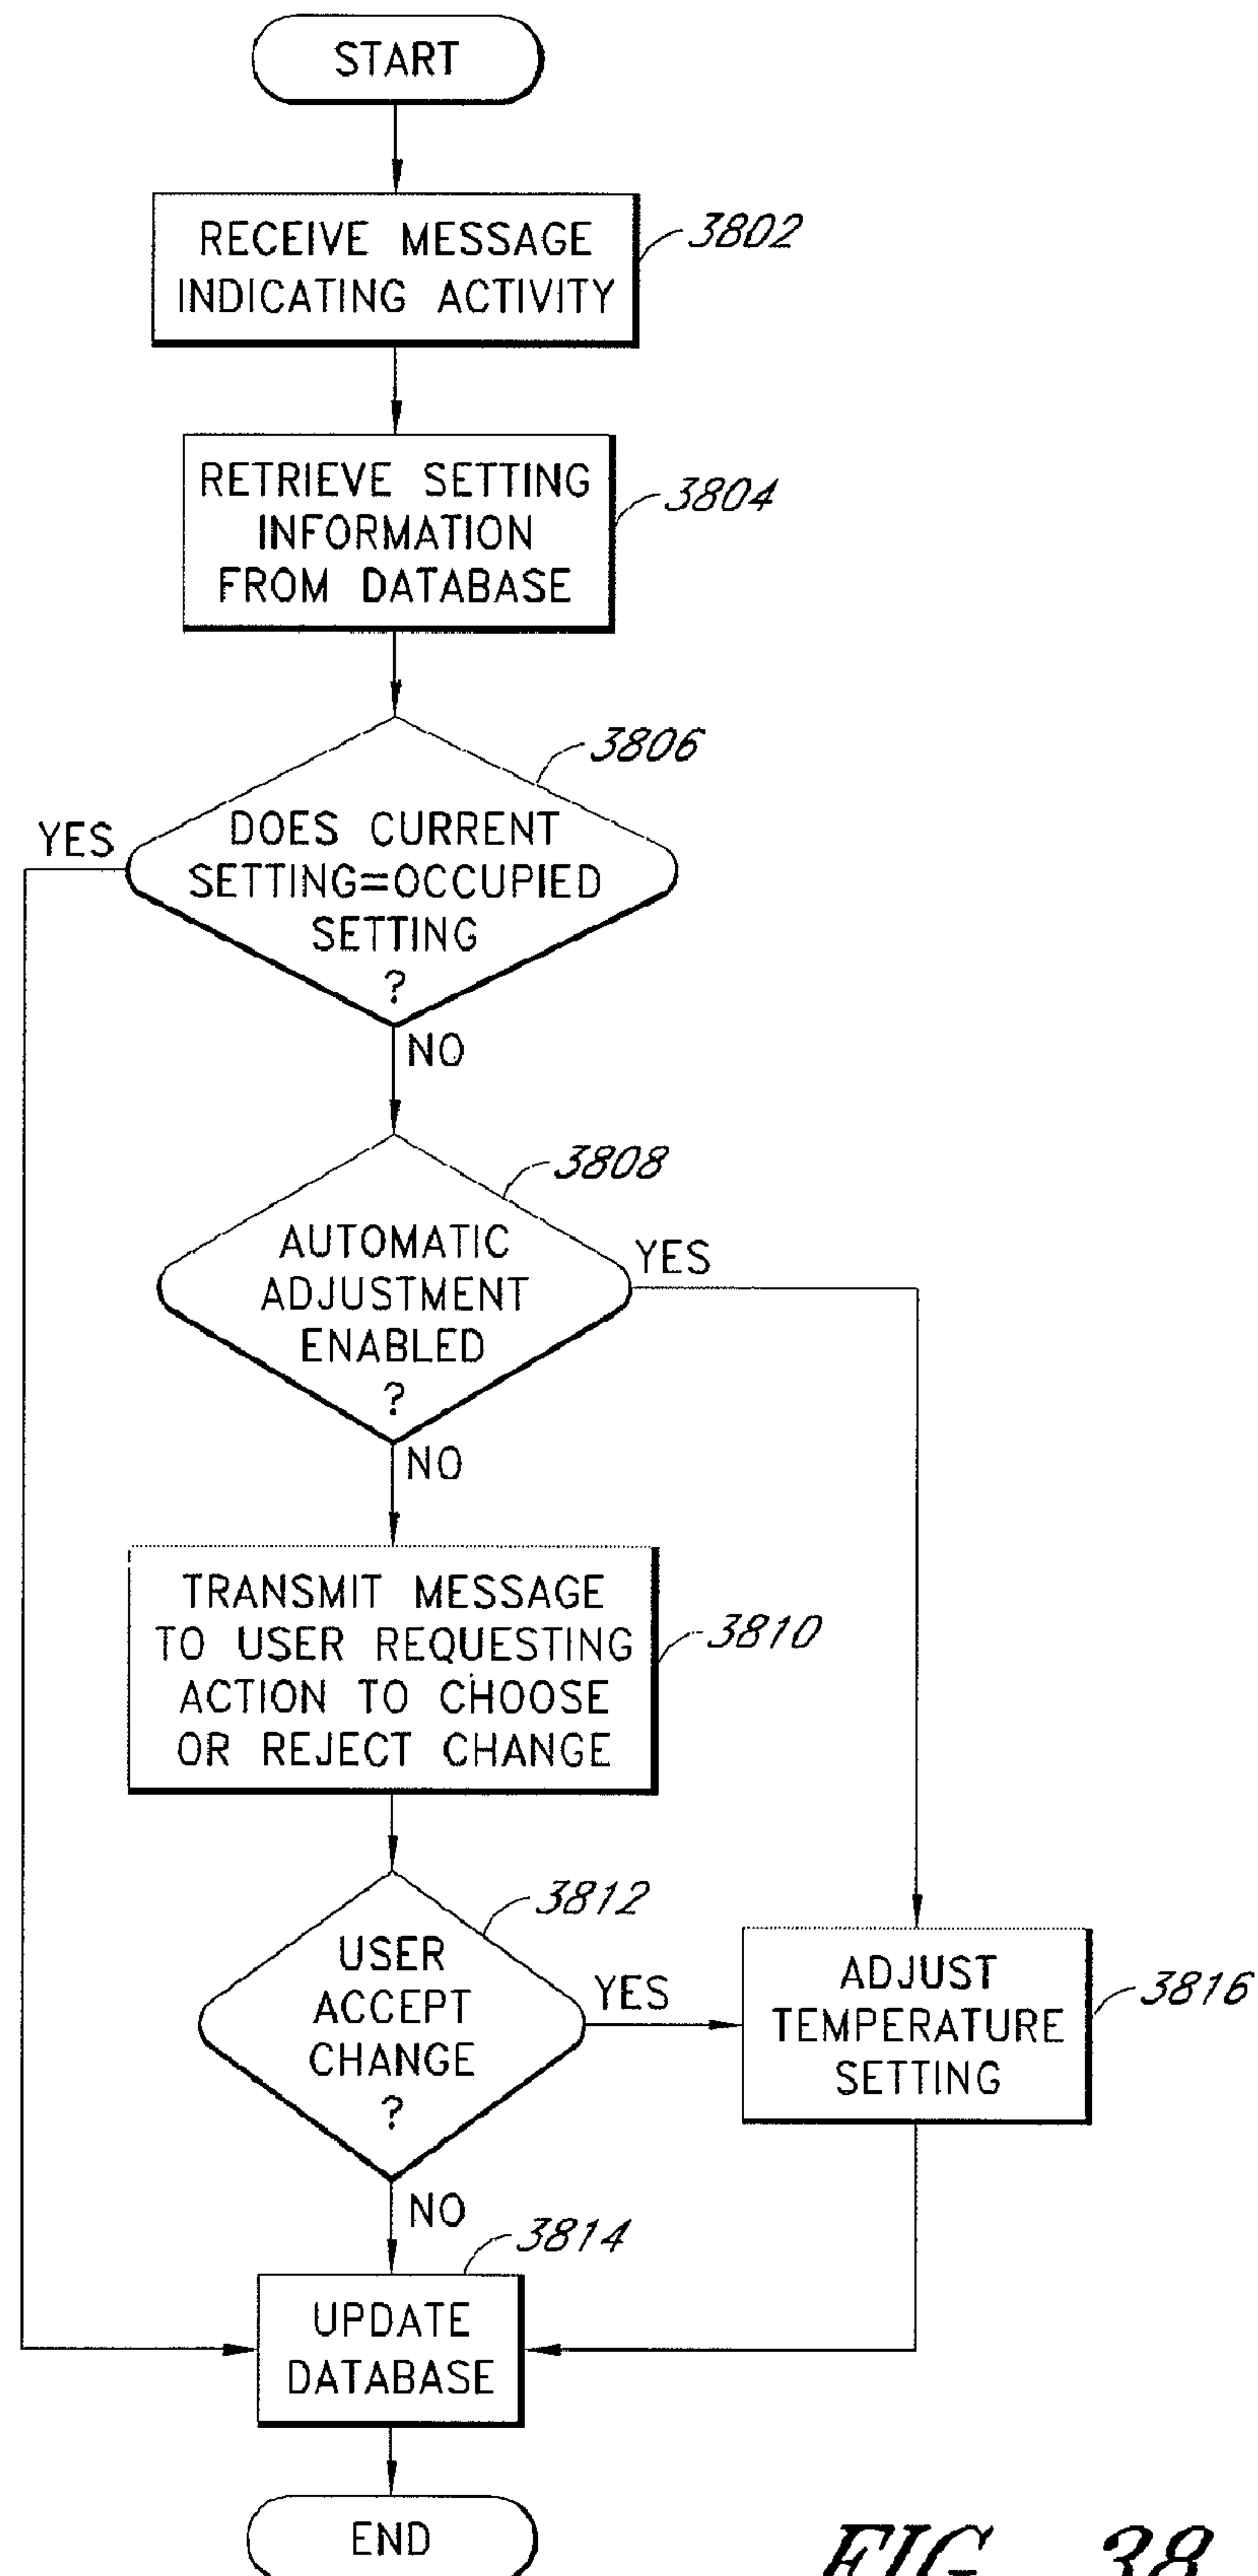 START
RECEIVE MESSAGE
INDICATING ACTIVITY
3802
RETRIEVE SETTING
INFORMATION
FROM DATABASE
3804
3806
DOES CURRENT
SETTING=OCCUPIED
SETTING
?
YES
NO
3808
AUTOMATIC
ADJUSTMENT
ENABLED
?
YES
NO
TRANSMIT MESSAGE
TO USER REQUESTING
ACTION TO CHOOSE
OR REJECT CHANGE
3810
3812
USER
ACCEPT
CHANGE
?
YES
ADJUST
TEMPERATURE
SETTING
3816
NO
3814
UPDATE
DATABASE
END
FIG. 38